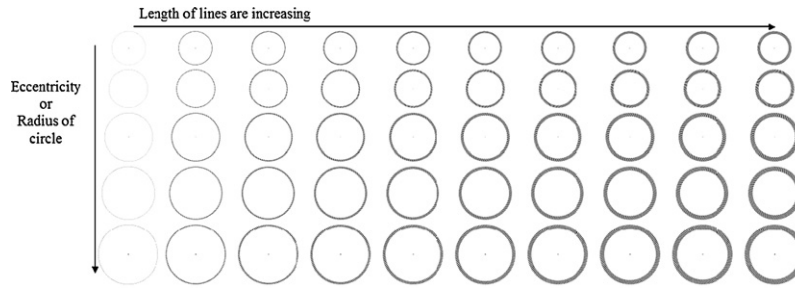 Length of lines are increasing
Eccentricity
or
Radius of
circle